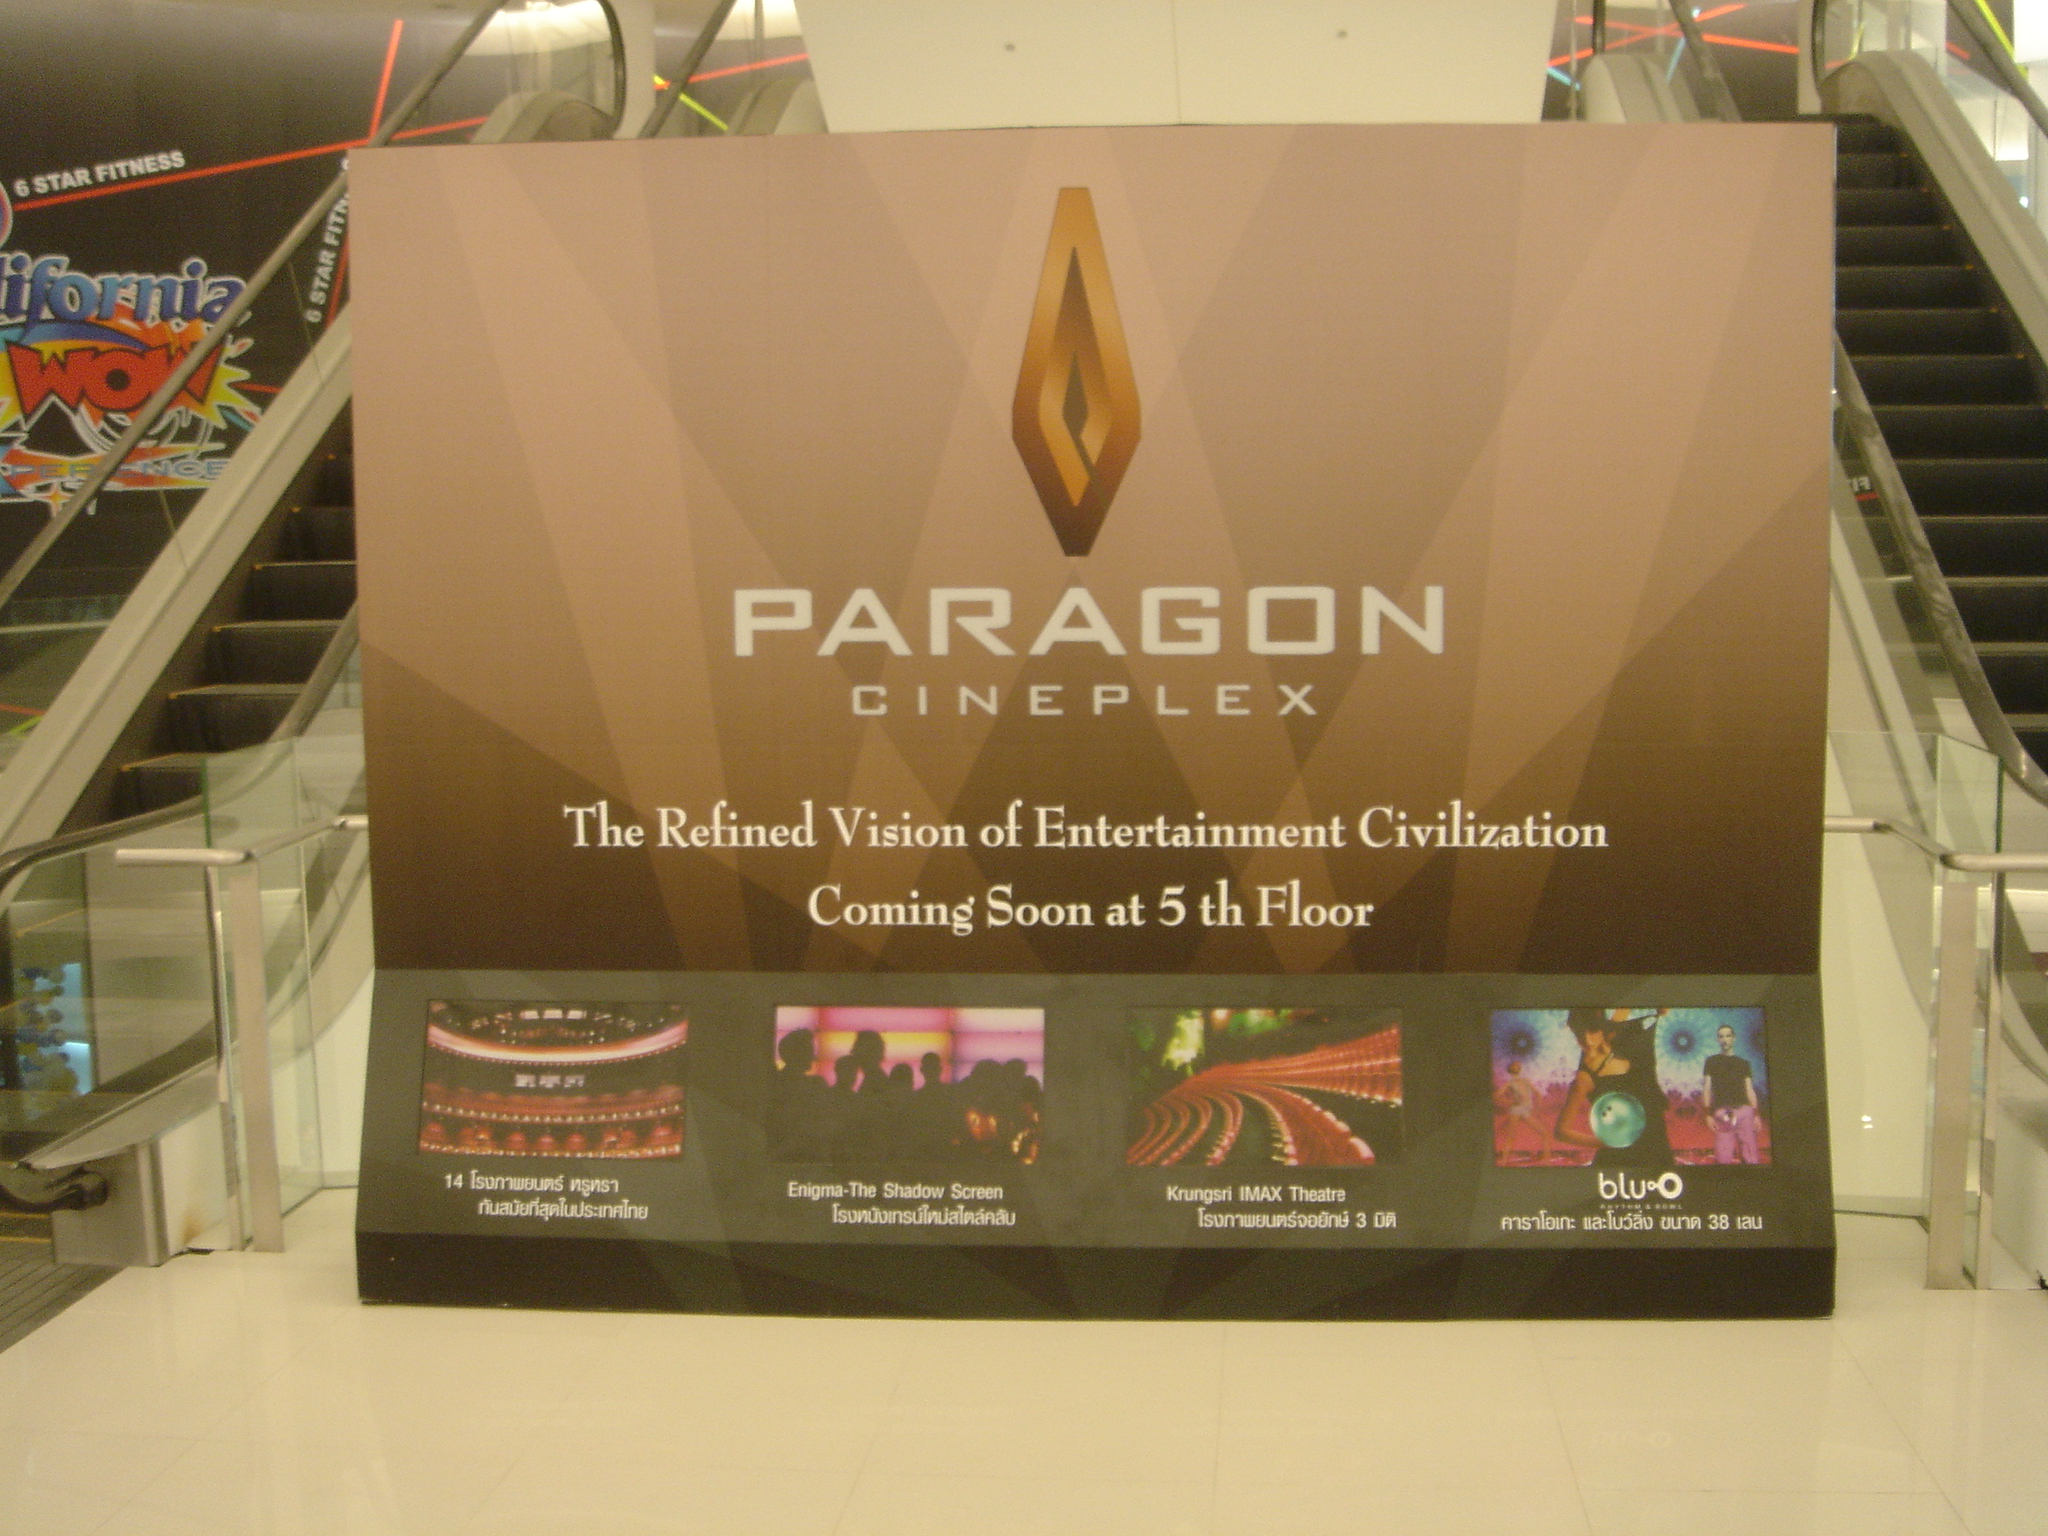 6 STAR FITNESS
6 STAR FITN
lifornia
WOW
PERIENCE
PARAGON
CINEPLEX
The Refined Vision of Entertainment Civilization
Coming Soon at 5 th Floor
14 โรงภาพยนตร์ หรูหรา
ทันสมัยที่สุดในประเทศไทย
Enigma-The Shadow Screen
โรงหนังเทรนใหม่สไตล์คลับ
Krungsri IMAX Theatre
โรงภาพยนตร์จอยักษ์ 3 มิติ
blu-O
RHYTHM & BOWL
คาราโอเกะ และโบว์ลิ่ง ขนาด 38 เลน